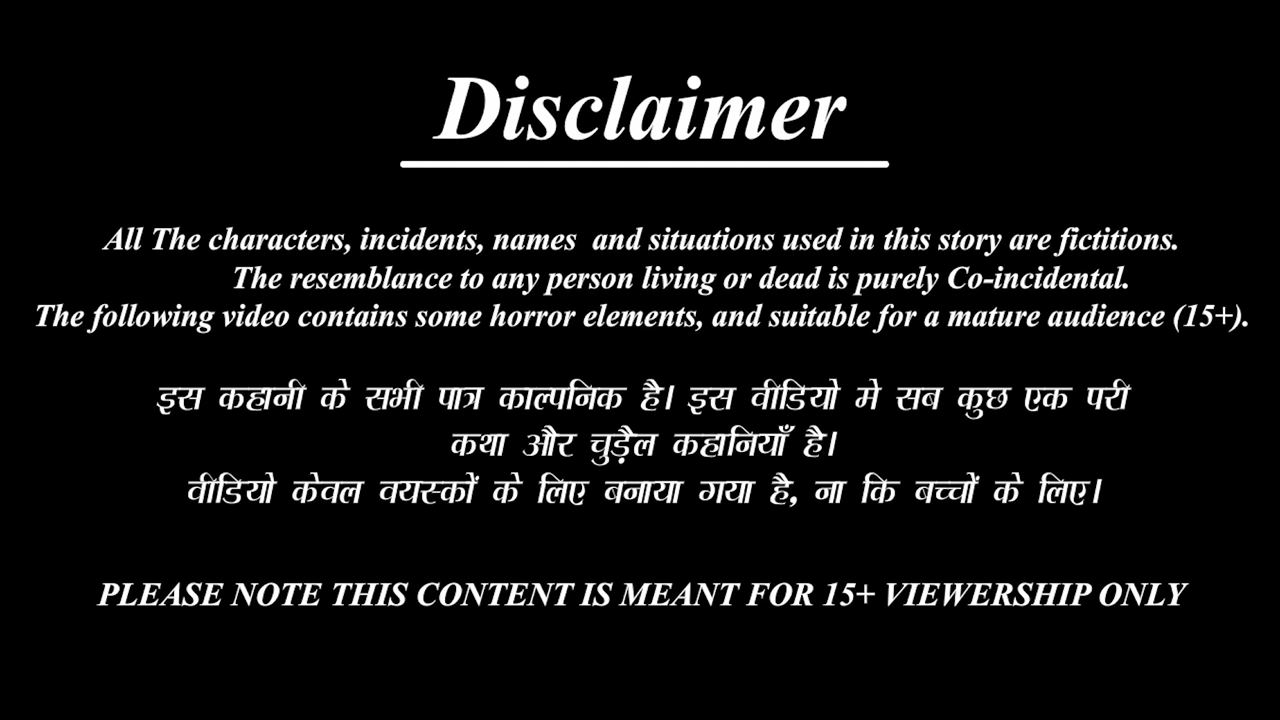 Disclaimer
All The characters, incidents, names and situations used in this story are fictitions.
The resemblance to any person living or dead is purely Co-incidental.
The following video contains some horror elements, and suitable for a mature audience (15+).
इस कहानी के सभी पात्र काल्पनिक है। इस वीडियो मे सब कुछ एक परी
कथा और चुड़ैल कहानियाँ है।
वीडियो केवल वयस्कों के लिए बनाया गया है, ना कि बच्चों के लिए।
PLEASE NOTE THIS CONTENT IS MEANT FOR 15+ VIEWERSHIP ONLY